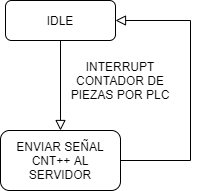 IDLE
INTERRUPT
CONTADOR DE
PIEZAS POR PLC
ENVIAR SEÑAL
CNT++ AL
SERVIDOR